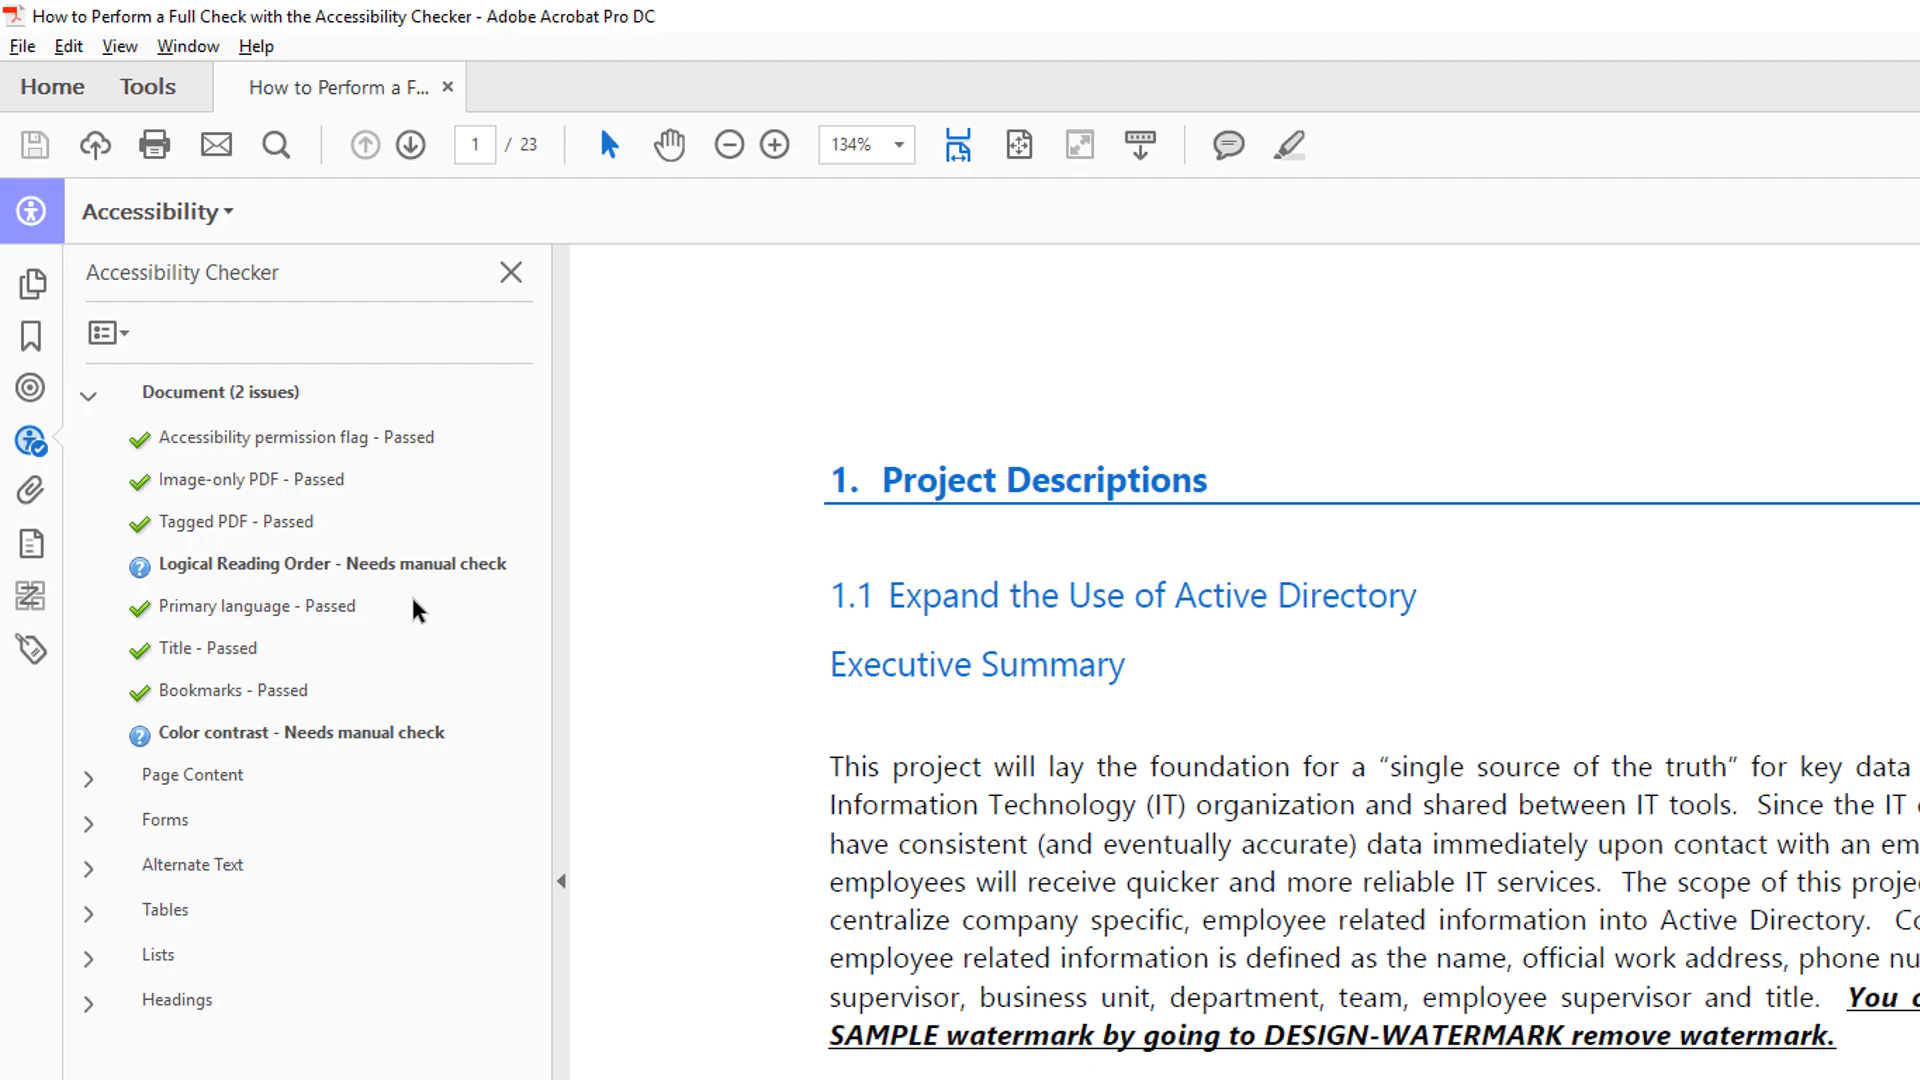 How to Perform a Full Check with the Accessibility Checker - Adobe Acrobat Pro DC
File Edit View Window Help
Home Tools How to Perform a F... ×
1 / 23 134%
Accessibility
Accessibility Checker
Document (2 issues)
Accessibility permission flag - Passed
Image-only PDF - Passed
Tagged PDF - Passed
Logical Reading Order - Needs manual check
Primary language - Passed
Title - Passed
Bookmarks - Passed
Color contrast - Needs manual check
Page Content
Forms
Alternate Text
Tables
Lists
Headings
1. Project Descriptions
1.1 Expand the Use of Active Directory
Executive Summary
This project will lay the foundation for a “single source of the truth” for key data
Information Technology (IT) organization and shared between IT tools. Since the IT
have consistent (and eventually accurate) data immediately upon contact with an em
employees will receive quicker and more reliable IT services. The scope of this proje
centralize company specific, employee related information into Active Directory. Co
employee related information is defined as the name, official work address, phone nu
supervisor, business unit, department, team, employee supervisor and title. You
SAMPLE watermark by going to DESIGN-WATERMARK remove watermark.